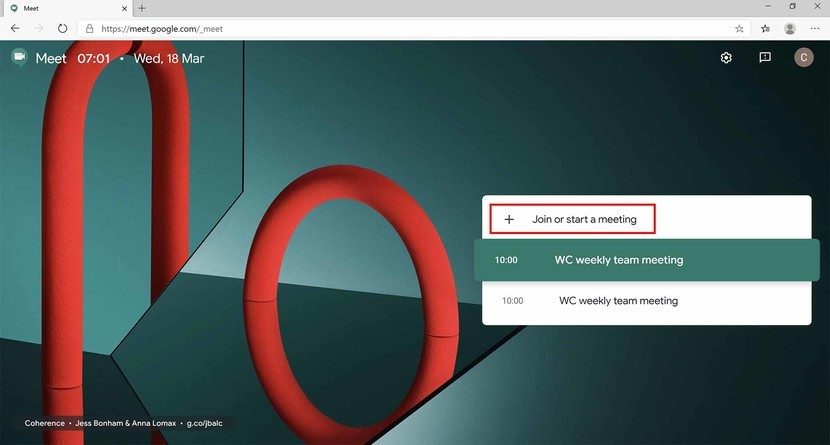 Meet
https://meet.google.com/_meet
Meet 07:01 • Wed, 18 Mar
C
Join or start a meeting
10:00 WC weekly team meeting
10:00 WC weekly team meeting
Coherence • Jess Bonham & Anna Lomax • g.co/jbalc